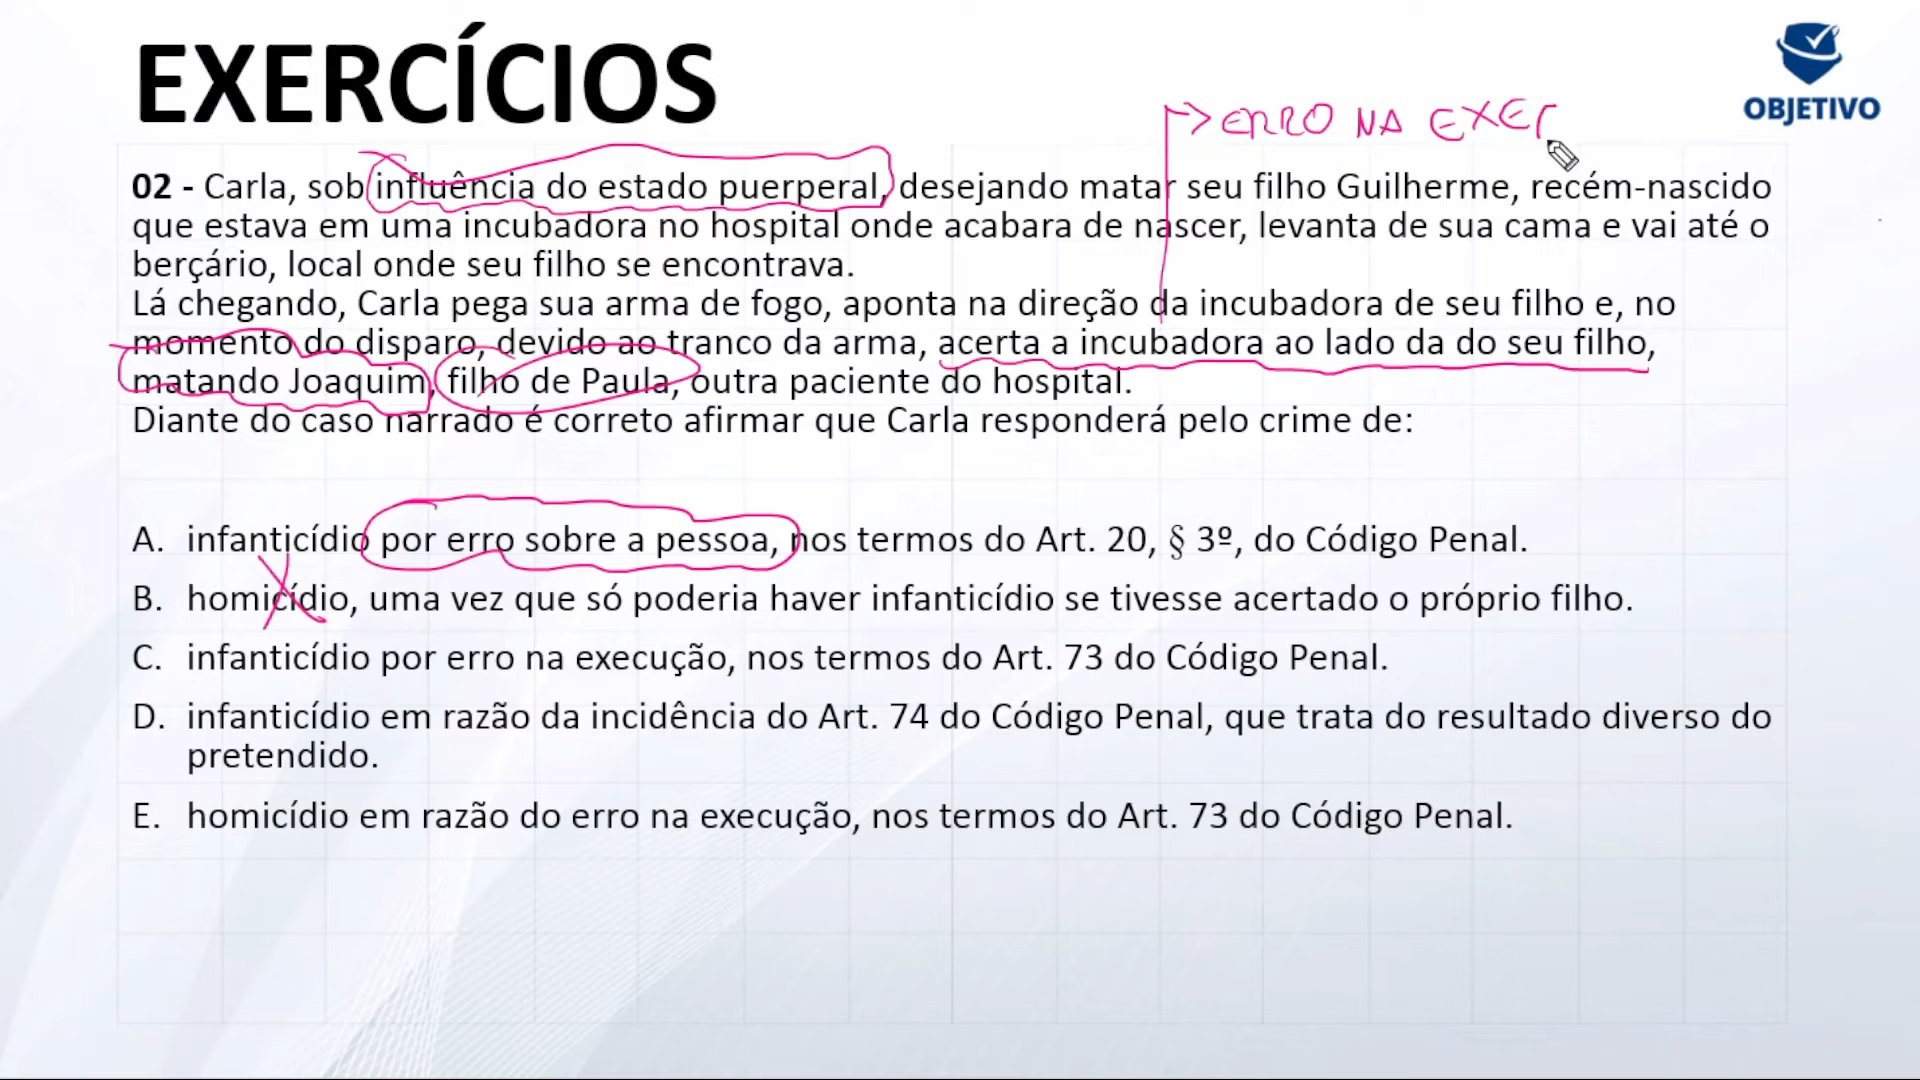 EXERCÍCIOS
OBJETIVO
ERRO NA EXER
02 - Carla, sob influência do estado puerperal, desejando matar seu filho Guilherme, recém-nascido
que estava em uma incubadora no hospital onde acabara de nascer, levanta de sua cama e vai até o
berçário, local onde seu filho se encontrava.
Lá chegando, Carla pega sua arma de fogo, aponta na direção da incubadora de seu filho e, no
momento do disparo, devido ao tranco da arma, acerta a incubadora ao lado da do seu filho,
matando Joaquim, filho de Paula, outra paciente do hospital.
Diante do caso narrado é correto afirmar que Carla responderá pelo crime de:
A. infanticídio por erro sobre a pessoa, nos termos do Art. 20, § 3º, do Código Penal.
B. homicídio, uma vez que só poderia haver infanticídio se tivesse acertado o próprio filho.
C. infanticídio por erro na execução, nos termos do Art. 73 do Código Penal.
D. infanticídio em razão da incidência do Art. 74 do Código Penal, que trata do resultado diverso do
pretendido.
E. homicídio em razão do erro na execução, nos termos do Art. 73 do Código Penal.